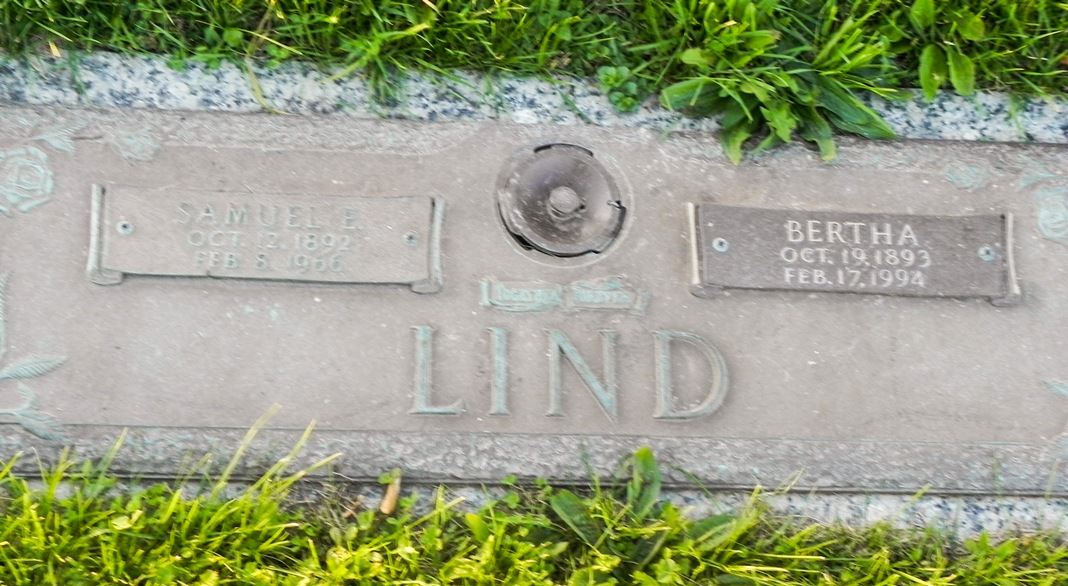 SAMUEL E.
OCT. 12, 1892
FEB. 8, 1966
BERTHA
OCT. 19, 1893
FEB. 17, 1994
LIND